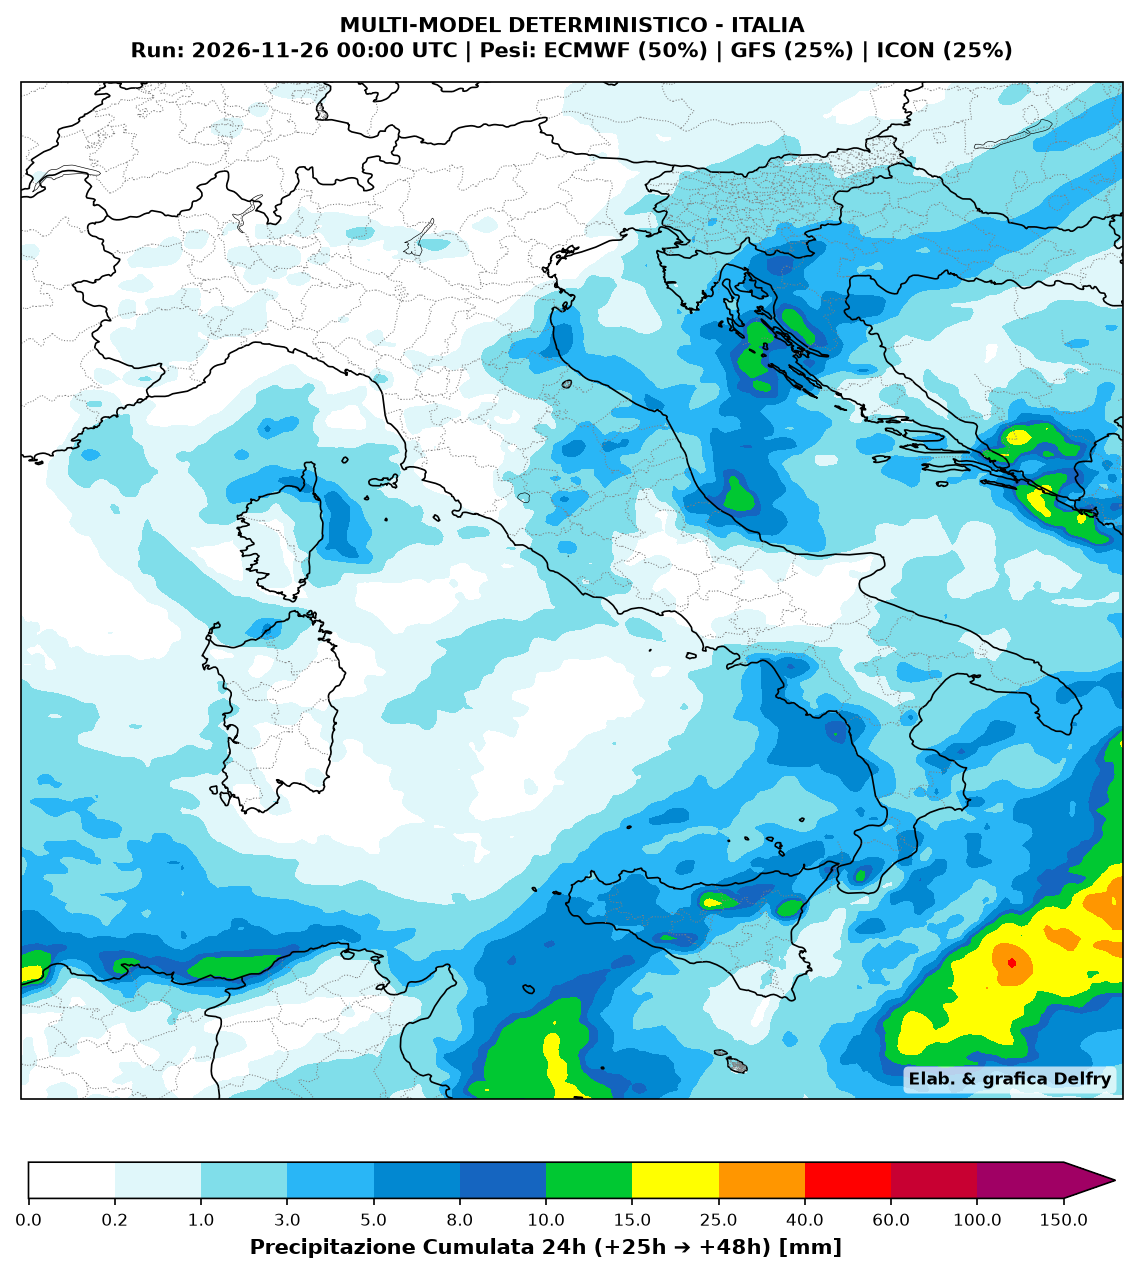 MULTI-MODEL DETERMINISTICO - ITALIA
Run: 2026-11-26 00:00 UTC | Pesi: ECMWF (50%) | GFS (25%) | ICON (25%)
Elab. & grafica Delfry
0.0 0.2 1.0 3.0 5.0 8.0 10.0 15.0 25.0 40.0 60.0 100.0 150.0
Precipitazione Cumulata 24h (+25h → +48h) [mm]